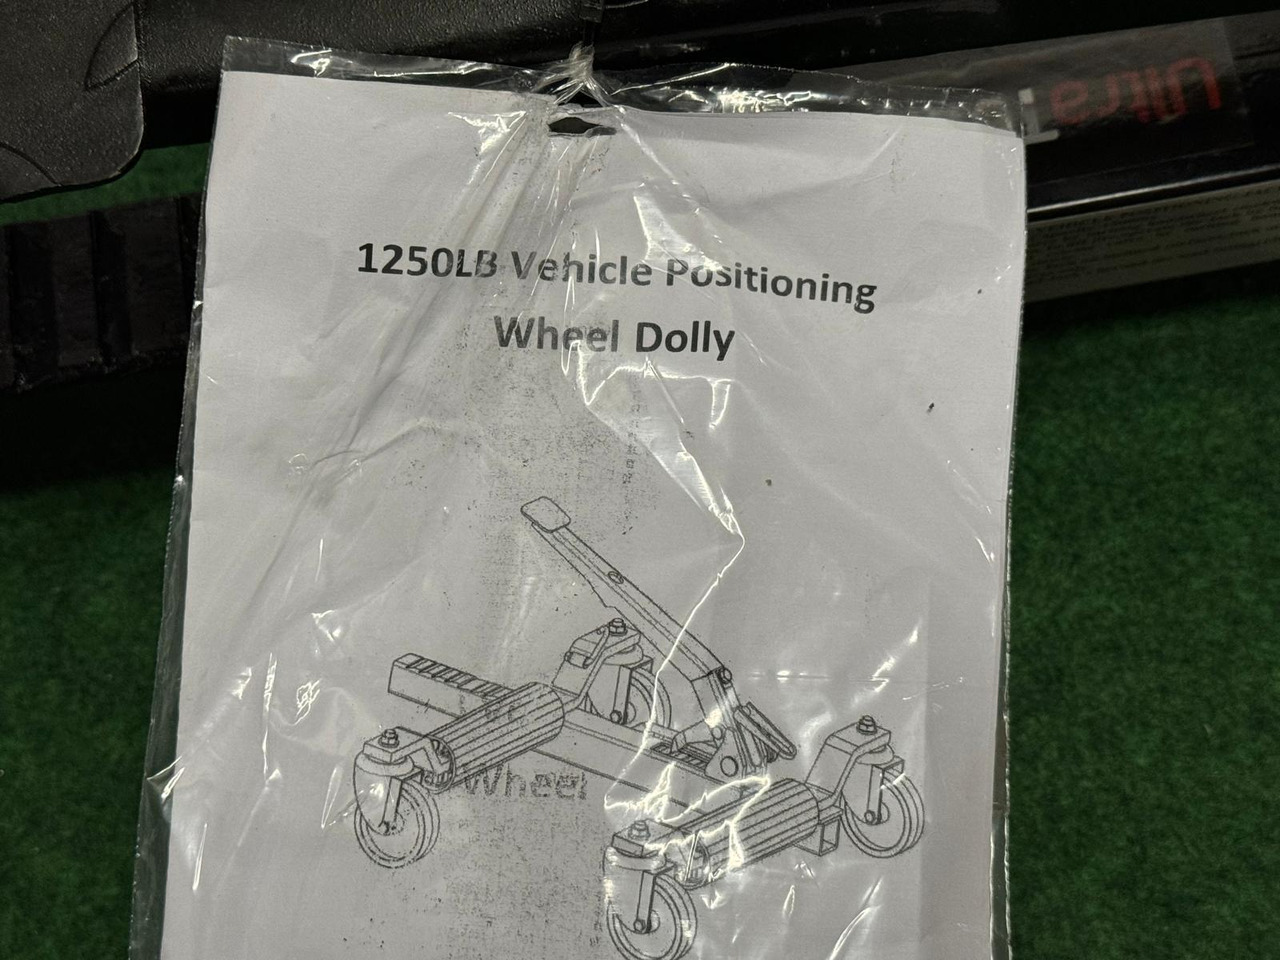 Ultra
1250LB Vehicle Positioning
Wheel Dolly
Wheel